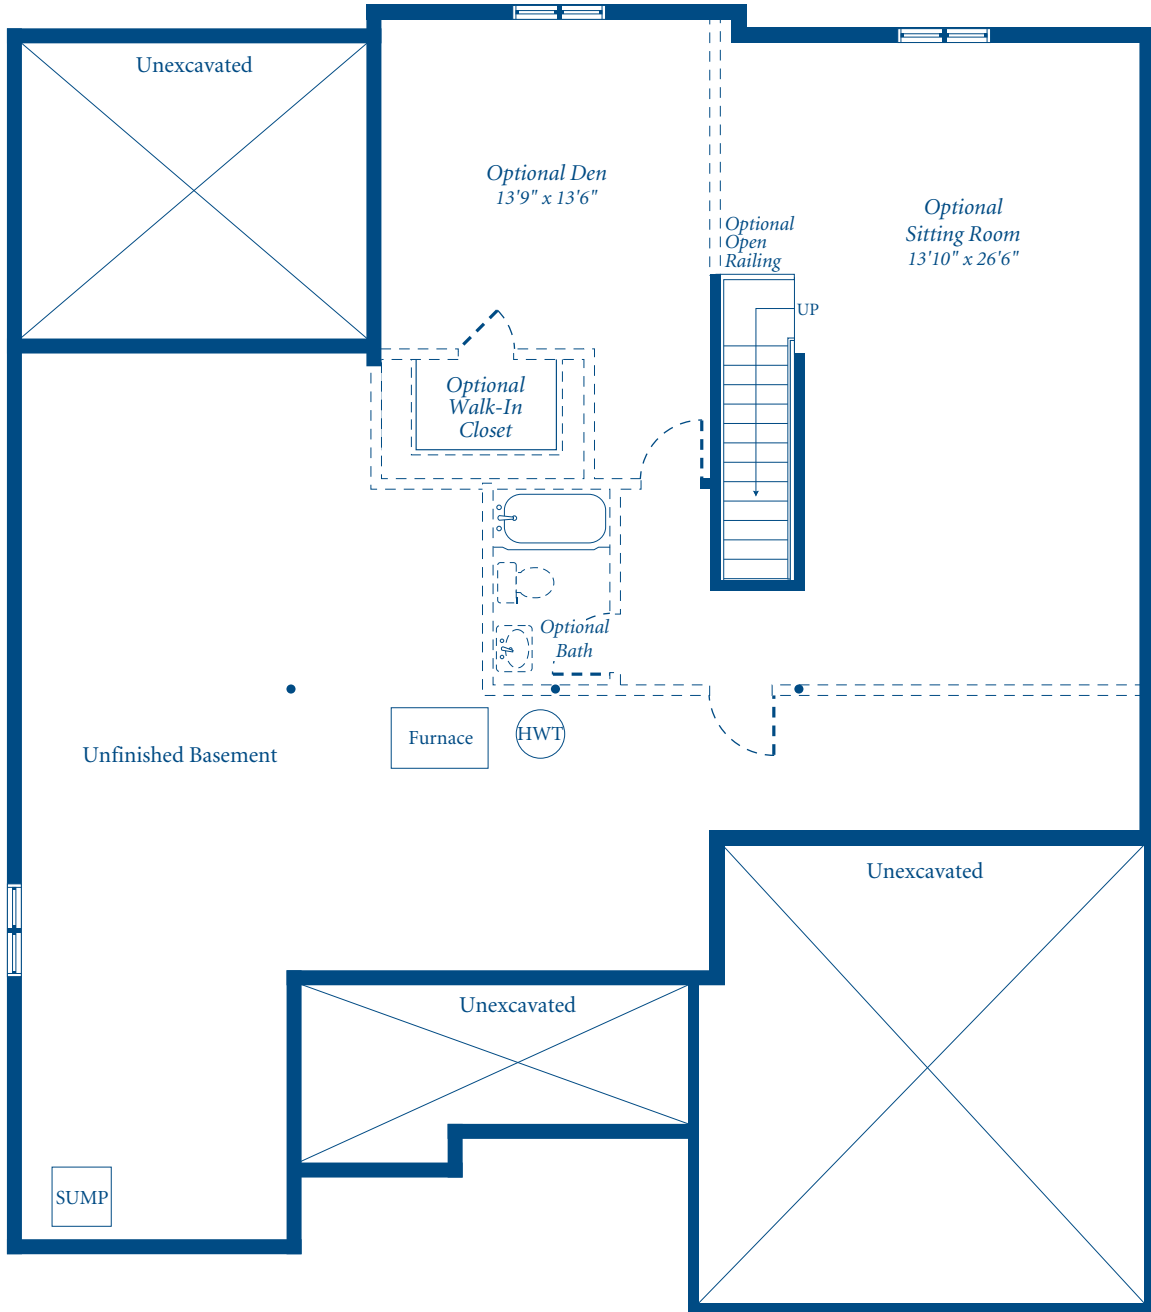 Unexcavated
Optional Den
13'9" x 13'6"
Optional
Sitting Room
13'10" x 26'6"
Optional
Open
Railing
UP
Optional
Walk-In
Closet
Optional
Bath
Furnace
HWT
Unfinished Basement
Unexcavated
Unexcavated
SUMP